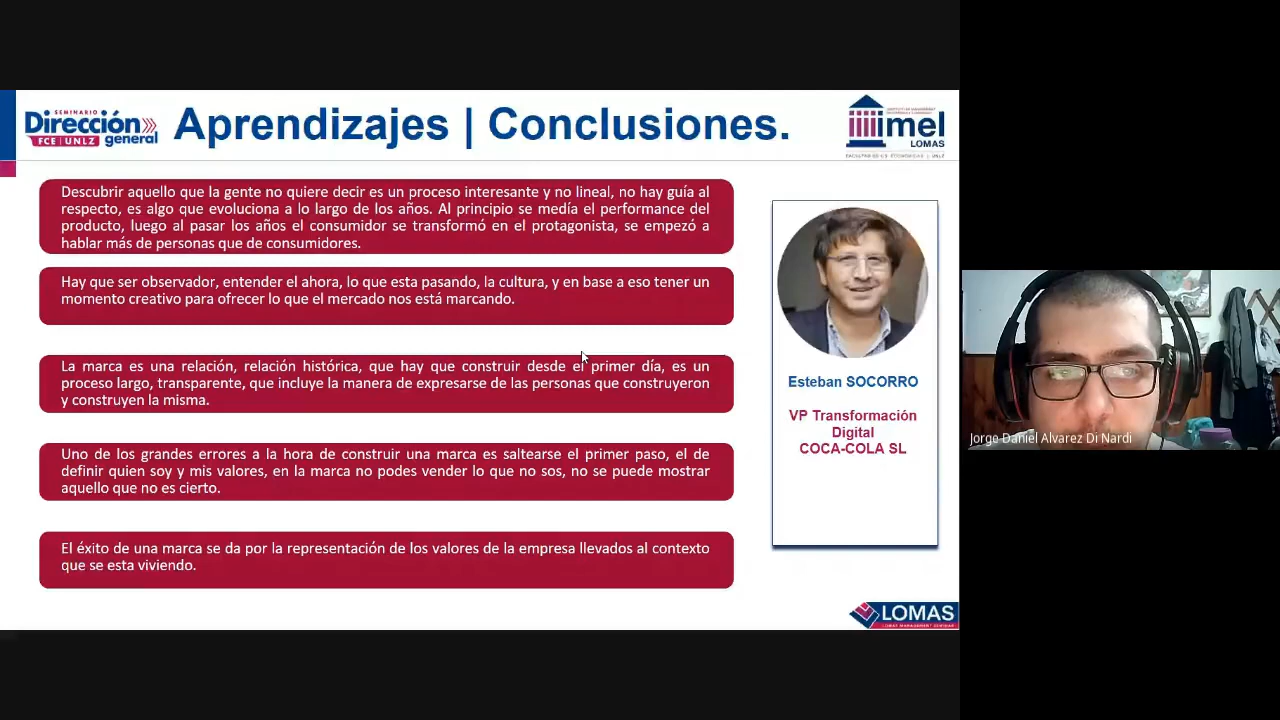 SEMINARIO
Dirección
general
FCE | UNLZ
Aprendizajes | Conclusiones.
imel
LOMAS
Descubrir aquello que la gente no quiere decir es un proceso interesante y no lineal, no hay guía al
respecto, es algo que evoluciona a lo largo de los años. Al principio se medía el performance del
producto, luego al pasar los años el consumidor se transformó en el protagonista, se empezó a
hablar más de personas que de consumidores.
Hay que ser observador, entender el ahora, lo que esta pasando, la cultura, y en base a eso tener un
momento creativo para ofrecer lo que el mercado nos está marcando.
La marca es una relación, relación histórica, que hay que construir desde el primer día, es un
proceso largo, transparente, que incluye la manera de expresarse de las personas que construyeron
y construyen la misma.
Uno de los grandes errores a la hora de construir una marca es saltearse el primer paso, el de
definir quien soy y mis valores, en la marca no podes vender lo que no sos, no se puede mostrar
aquello que no es cierto.
El éxito de una marca se da por la representación de los valores de la empresa llevados al contexto
que se esta viviendo.
Esteban SOCORRO
VP Transformación
Digital
COCA-COLA SL
Jorge Daniel Alvarez Di Nardi
LOMAS